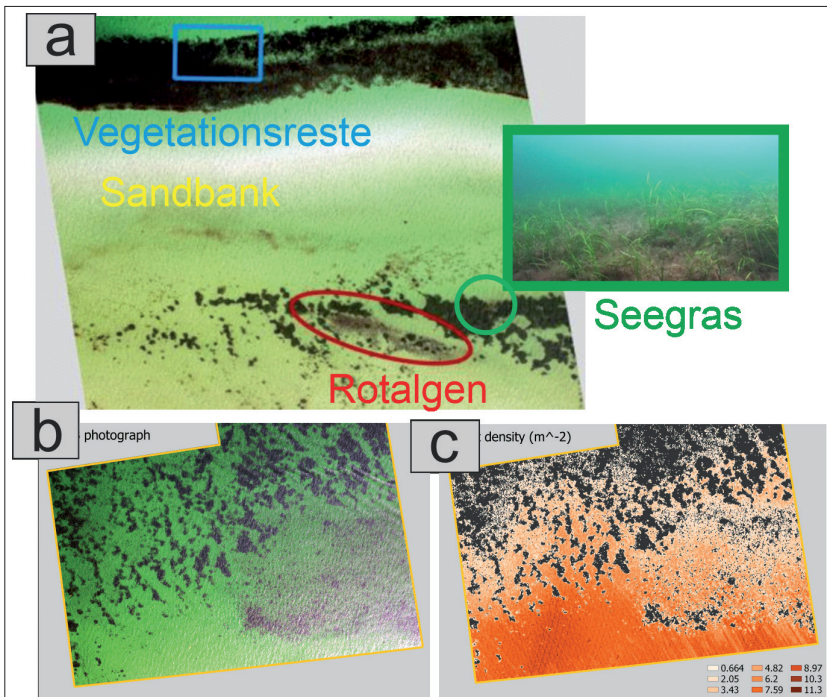 a
Vegetationsreste
Sandbank
Seegras
Rotalgen
b
photograph
c
density (m^-2)
0.664 4.82 8.97
2.05 6.2 10.3
3.43 7.59 11.3